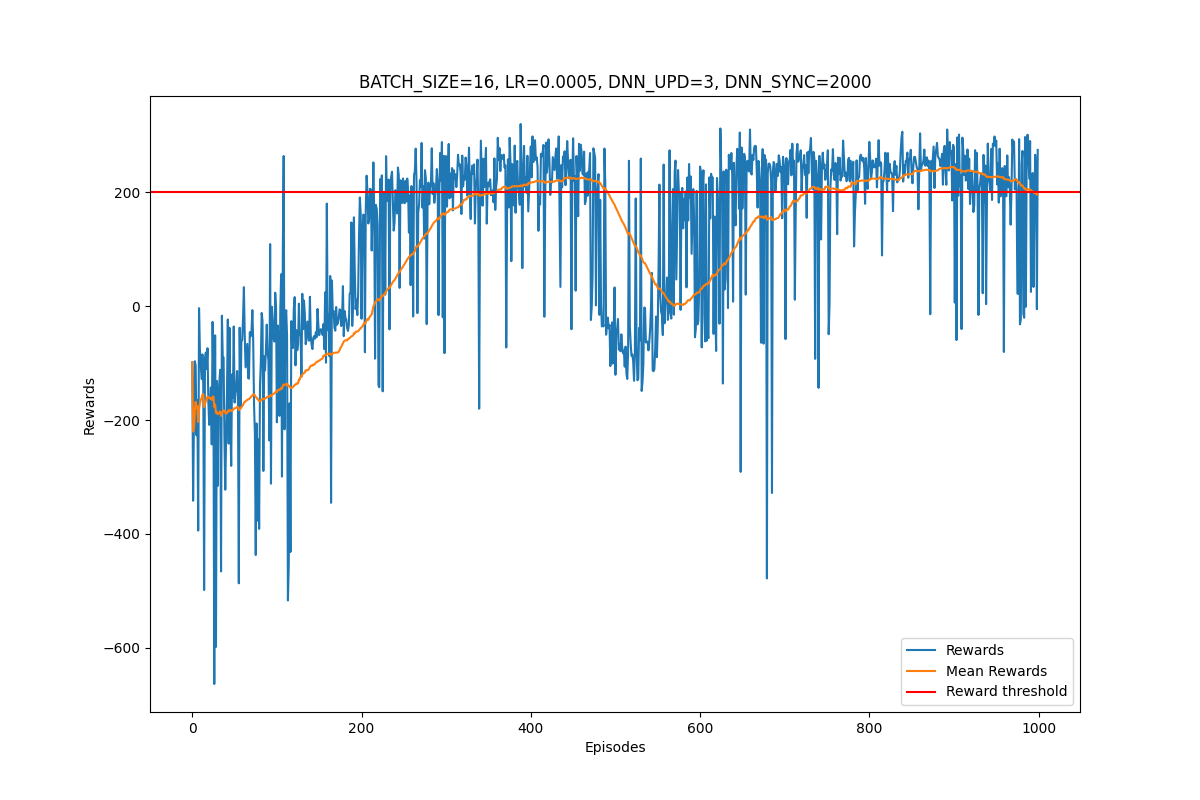 BATCH_SIZE=16, LR=0.0005, DNN_UPD=3, DNN_SYNC=2000
200
0
−200
−400
−600
Rewards
0 200 400 600 800 1000
Episodes
Rewards
Mean Rewards
Reward threshold